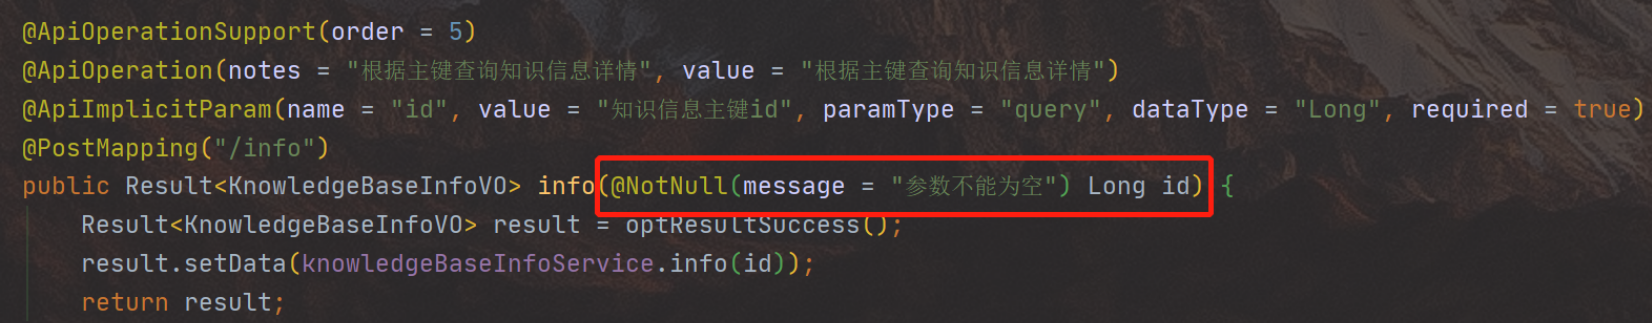 @ApiOperationSupport(order = 5)
@ApiOperation(notes = "根据主键查询知识信息详情", value = "根据主键查询知识信息详情")
@ApiImplicitParam(name = "id", value = "知识信息主键id", paramType = "query", dataType = "Long", required = true)
@PostMapping("/info")
public Result<KnowledgeBaseInfoVO> info(@NotNull(message = "参数不能为空") Long id) {
Result<KnowledgeBaseInfoVO> result = optResultSuccess();
result.setData(knowledgeBaseInfoService.info(id));
return result;